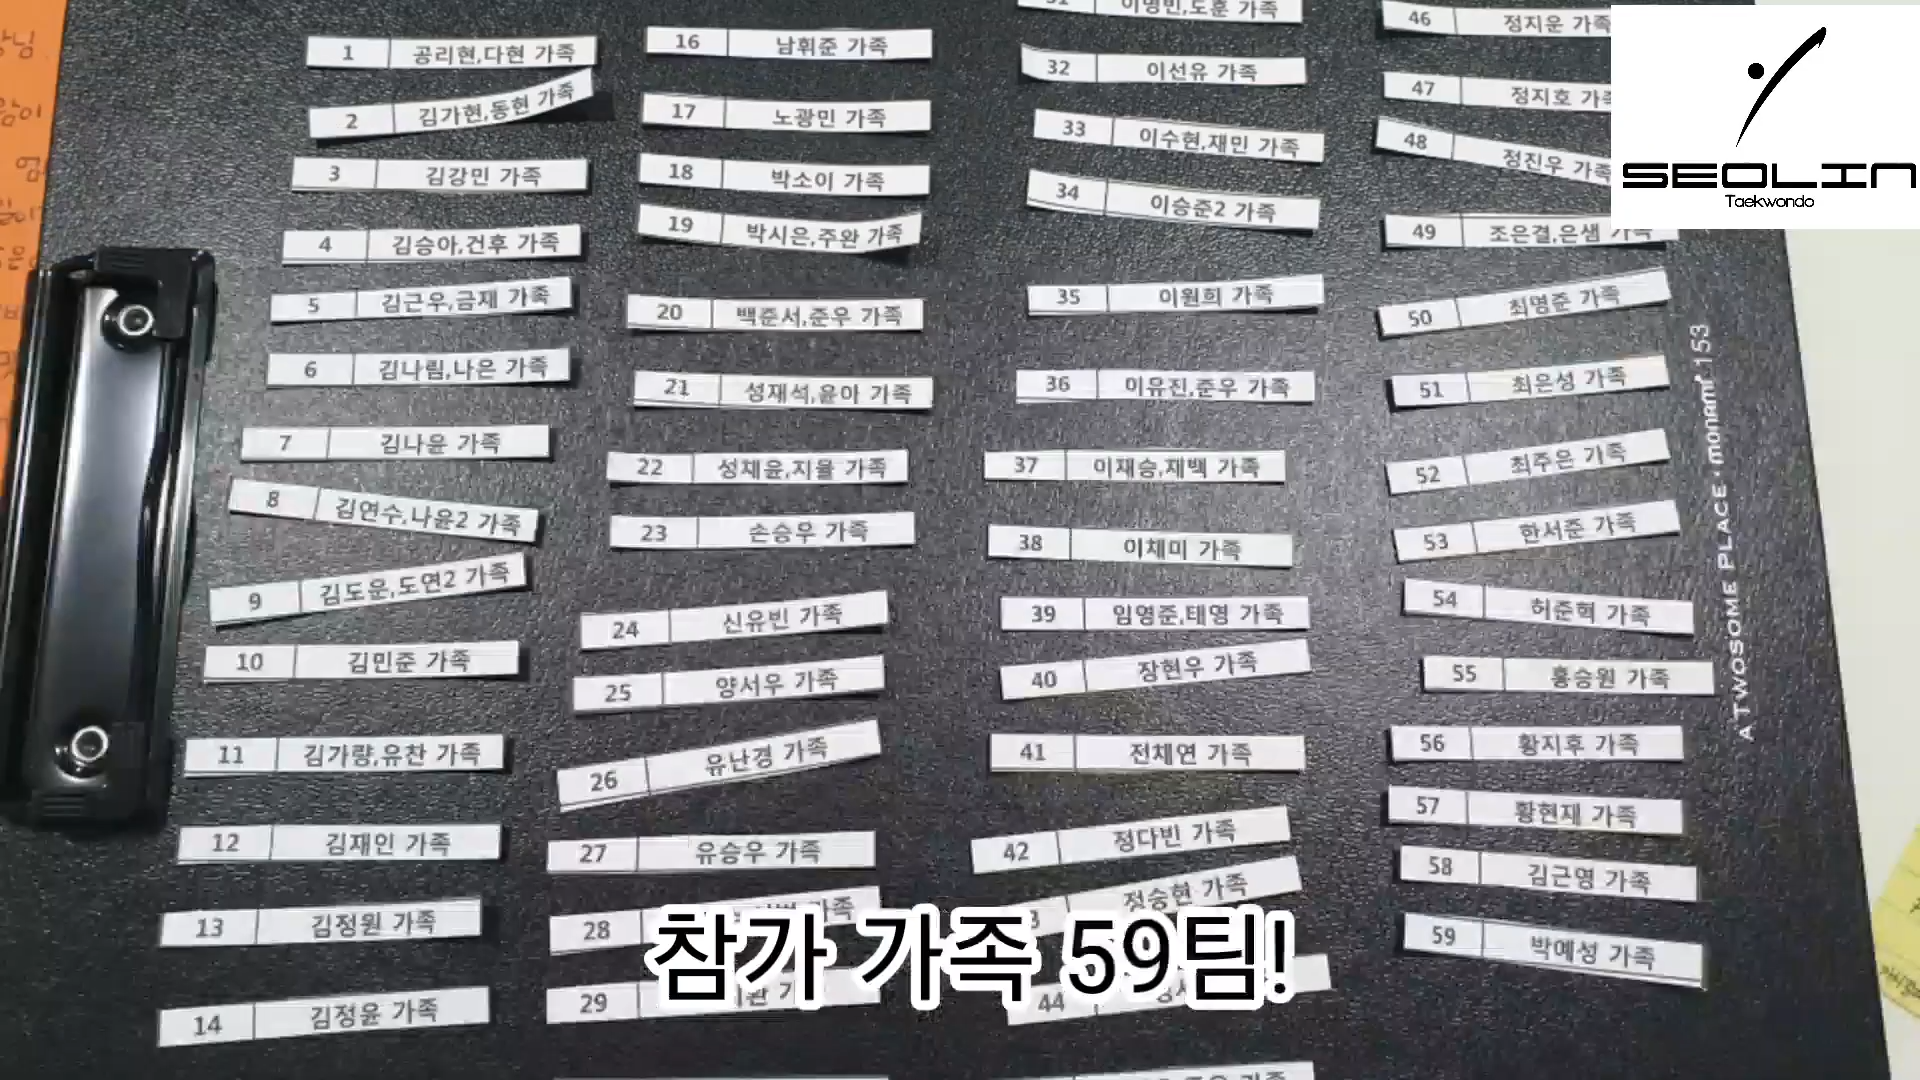 1 공리현,다현 가족
2 김가현,동현 가족
3 김강민 가족
4 김승아,건후 가족
5 김근우,금재 가족
6 김나림,나은 가족
7 김나윤 가족
8 김연수,나윤2 가족
9 김도운,도연2 가족
10 김민준 가족
11 김가량,유찬 가족
12 김재인 가족
13 김정원 가족
14 김정윤 가족
16 남휘준 가족
17 노광민 가족
18 박소이 가족
19 박시은,주완 가족
20 백준서,준우 가족
21 성재석,윤아 가족
22 성채윤,지율 가족
23 손승우 가족
24 신유빈 가족
25 양서우 가족
26 유난경 가족
27 유승우 가족
28
29
이명빈,도훈 가족
32 이선유 가족
33 이수현,재민 가족
34 이승준2 가족
35 이원희 가족
36 이유진,준우 가족
37 이재승,재백 가족
38 이채미 가족
39 임영준,태영 가족
40 장현우 가족
41 전채연 가족
42 정다빈 가족
정승현 가족
44
46 정지운 가족
47 정지호
48 정진우 가족
49 조은결,은샘 가족
50 최명준 가족
51 최은성 가족
52 최주은 가족
53 한서준 가족
54 허준혁 가족
55 홍승원 가족
56 황지후 가족
57 황현재 가족
58 김근영 가족
59 박예성 가족
A TWOSOME PLACE · monami 153
SEOLIN
Taekwondo
참가 가족 59팀!